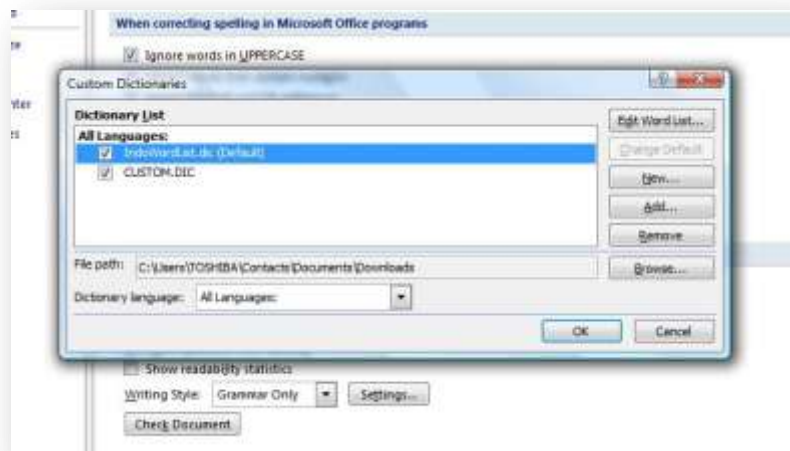 When correcting spelling in Microsoft Office programs
Ignore words in UPPERCASE
Custom Dictionaries
Dictionary List
All Languages:
IndoWordList.dic (Default)
CUSTOM.DIC
Edit Word List...
Change Default
New...
Add...
Remove
File path: C:\Users\TOSHIBA\Contacts\Documents\Downloads
Browse...
Dictionary language: All Languages:
OK Cancel
Show readability statistics
Writing Style: Grammar Only Settings...
Check Document